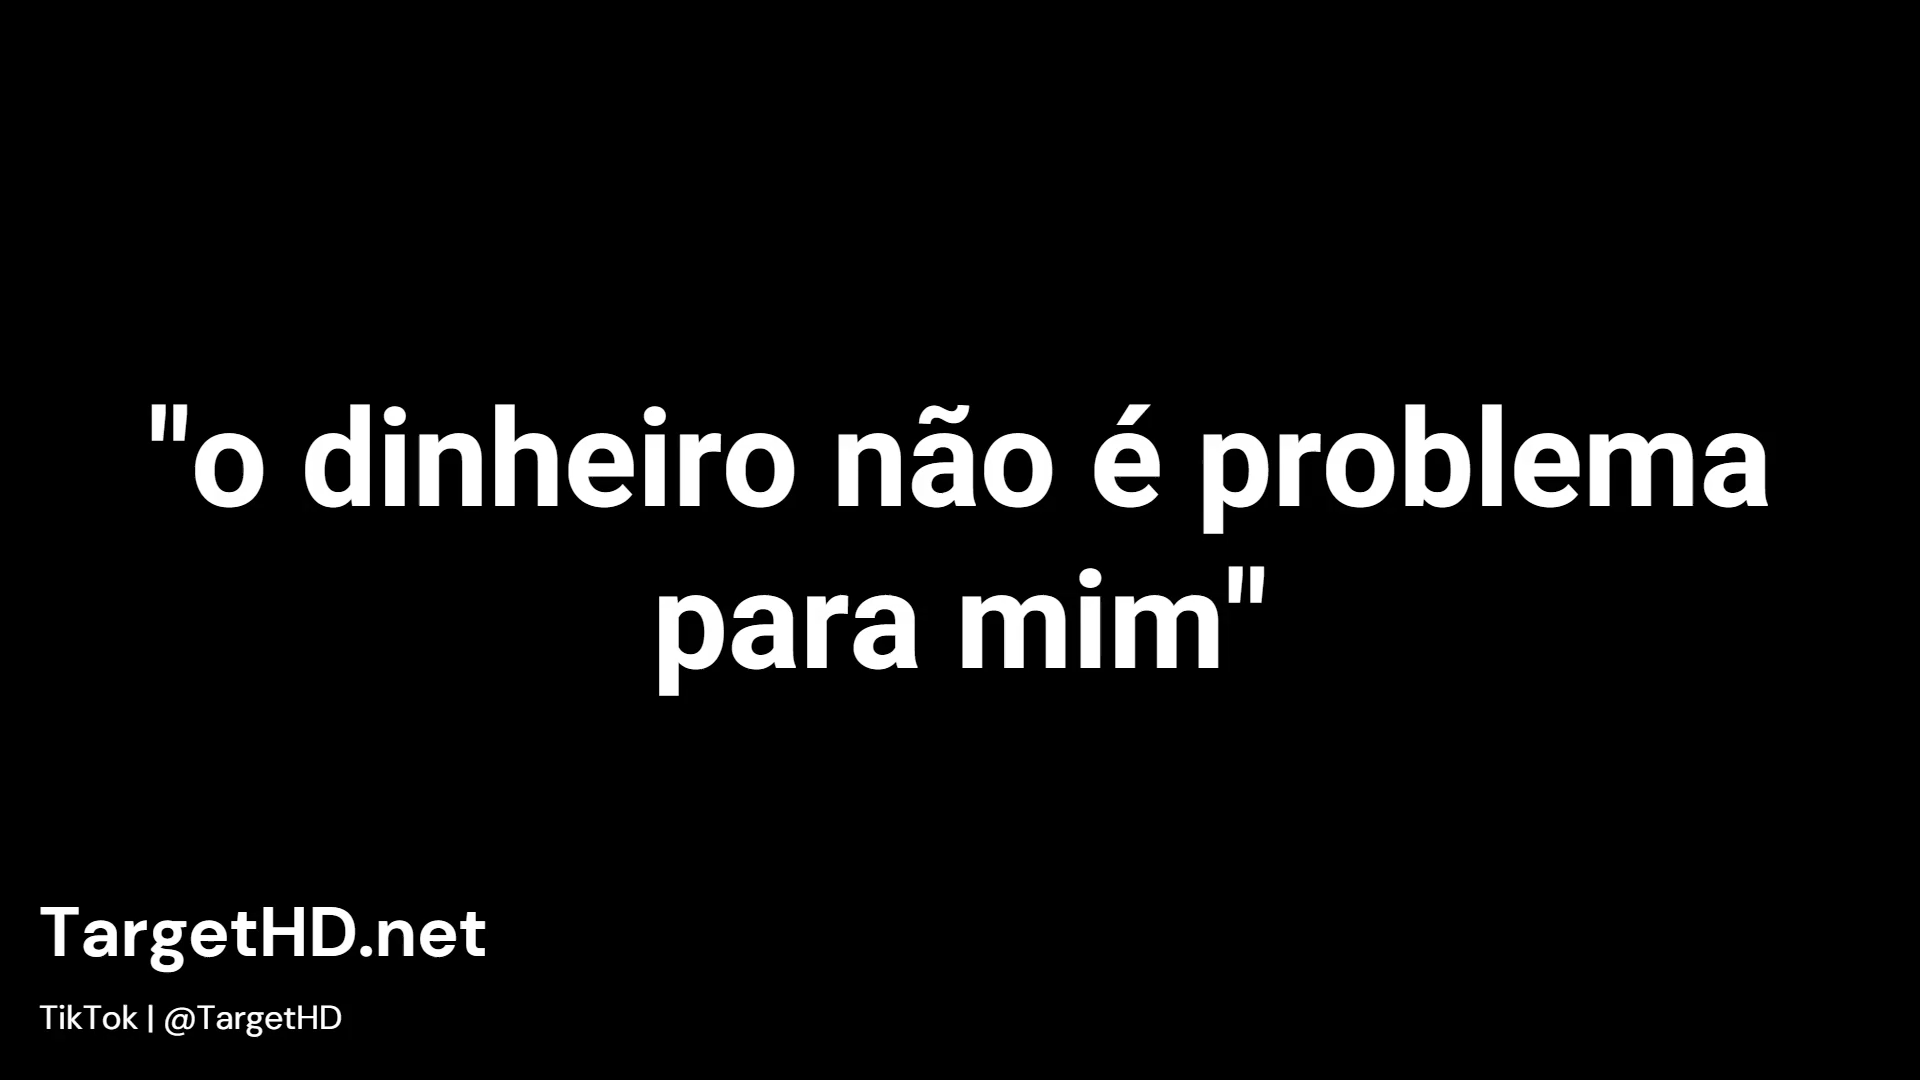 "o dinheiro não é problema
para mim"
TargetHD.net
TikTok | @TargetHD